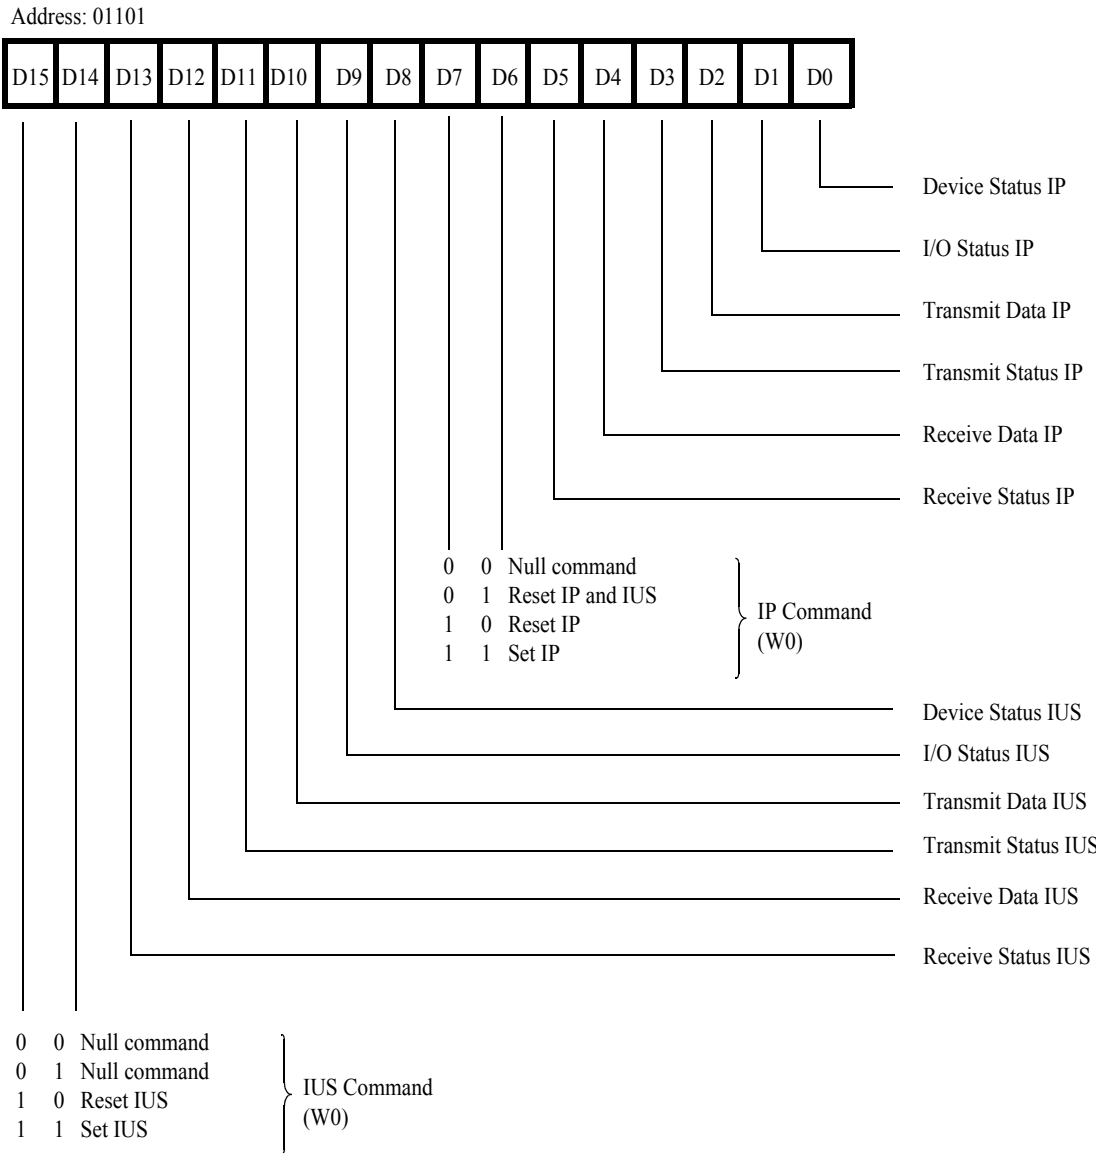 Address: 01101
D15 D14 D13 D12 D11 D10 D9 D8 D7 D6 D5 D4 D3 D2 D1 D0
Device Status IP
I/O Status IP
Transmit Data IP
Transmit Status IP
Receive Data IP
Receive Status IP
0 0 Null command
0 1 Reset IP and IUS
1 0 Reset IP
1 1 Set IP
IP Command
(W0)
Device Status IUS
I/O Status IUS
Transmit Data IUS
Transmit Status IUS
Receive Data IUS
Receive Status IUS
0 0 Null command
0 1 Null command
1 0 Reset IUS
1 1 Set IUS
IUS Command
(W0)